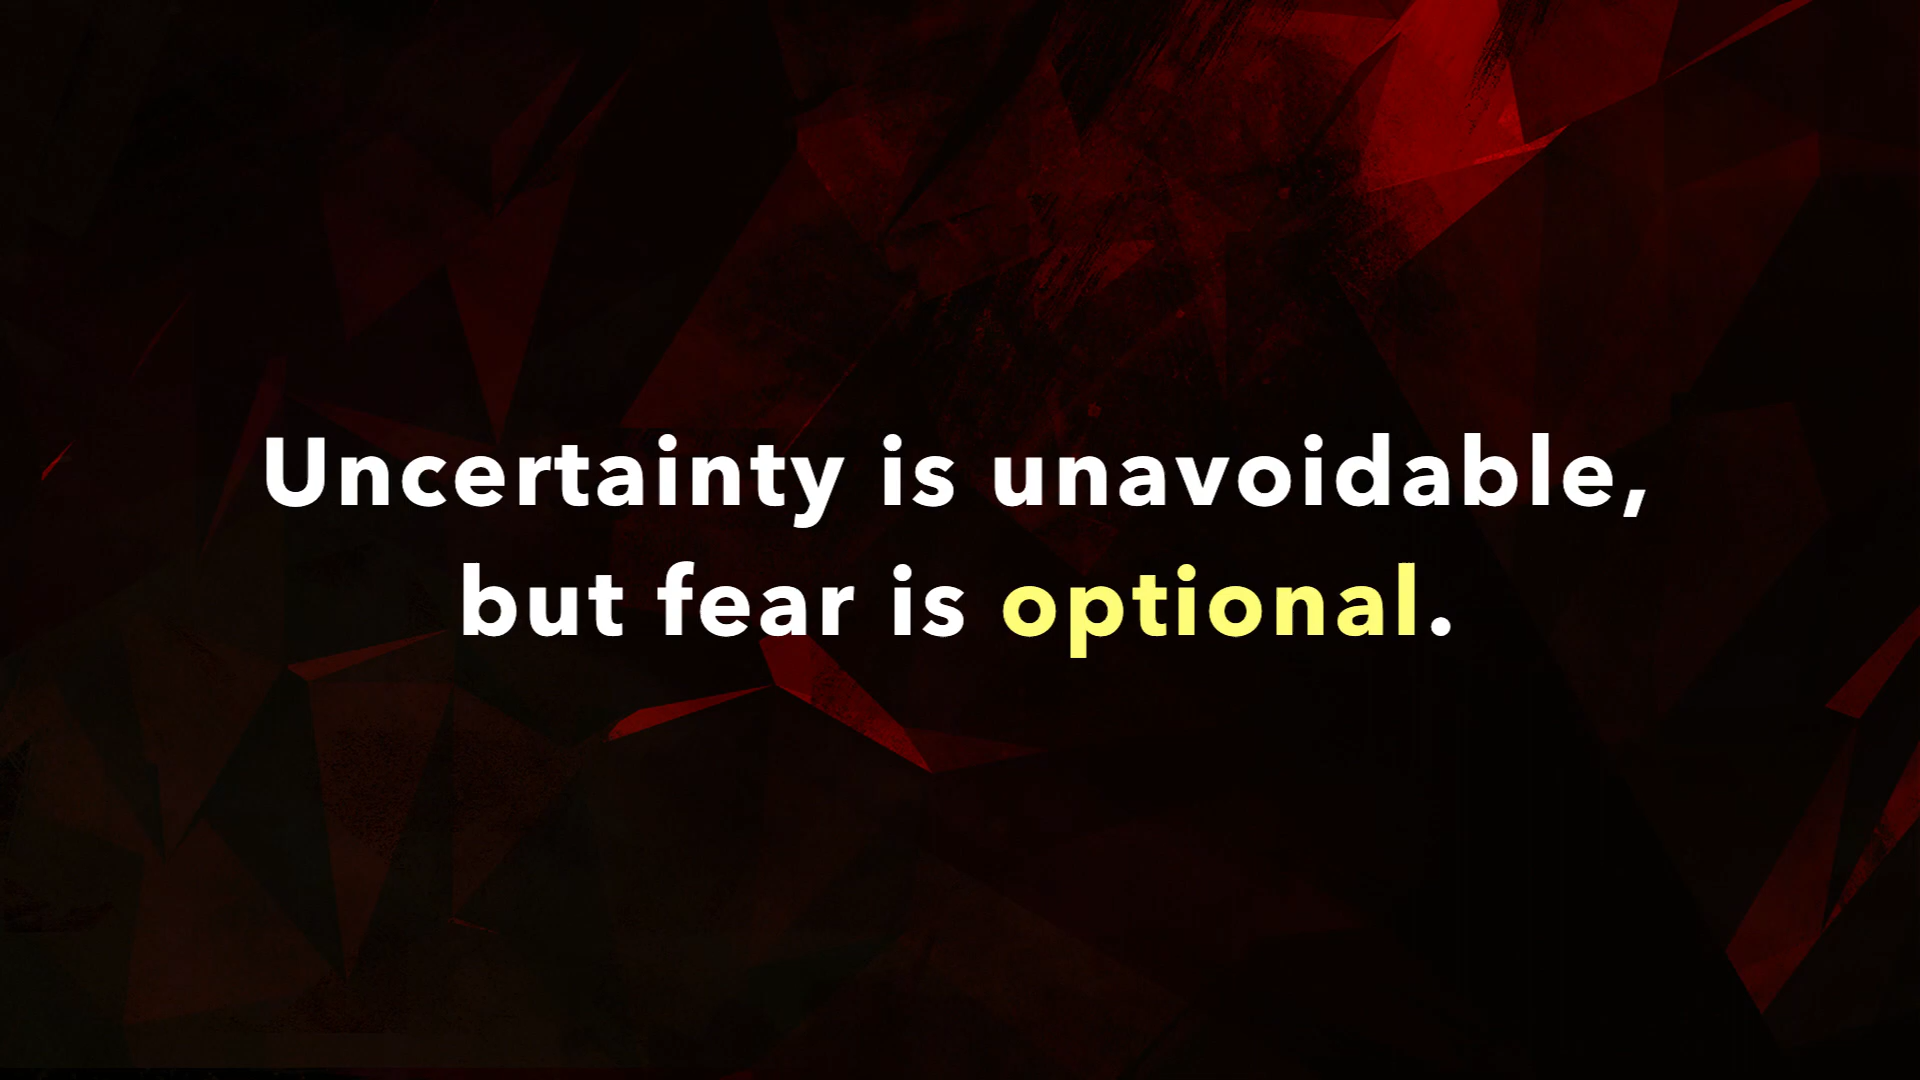 Uncertainty is unavoidable,
but fear is optional.